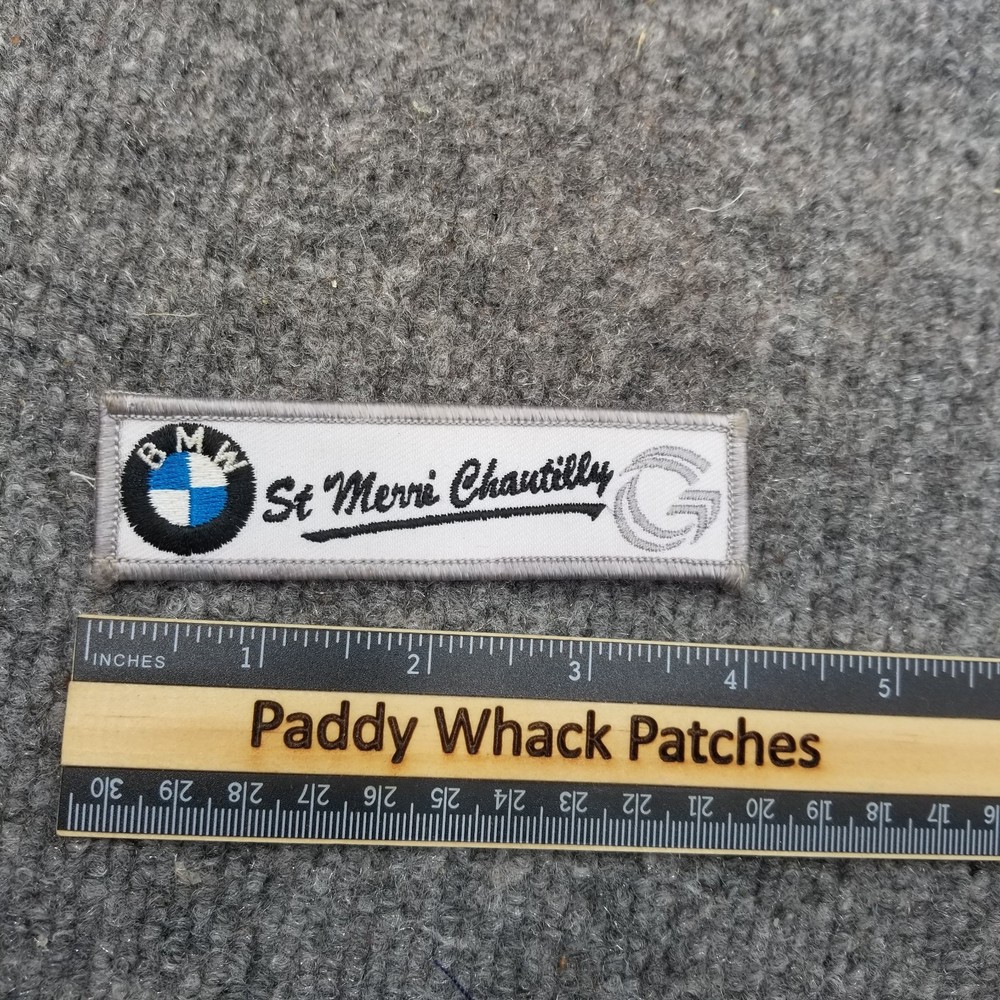 BMW
St Merri Chantilly
G
INCHES
1 2 3 4 5
Paddy Whack Patches
30 29 28 27 26 25 24 23 22 21 20 19 18 17 16